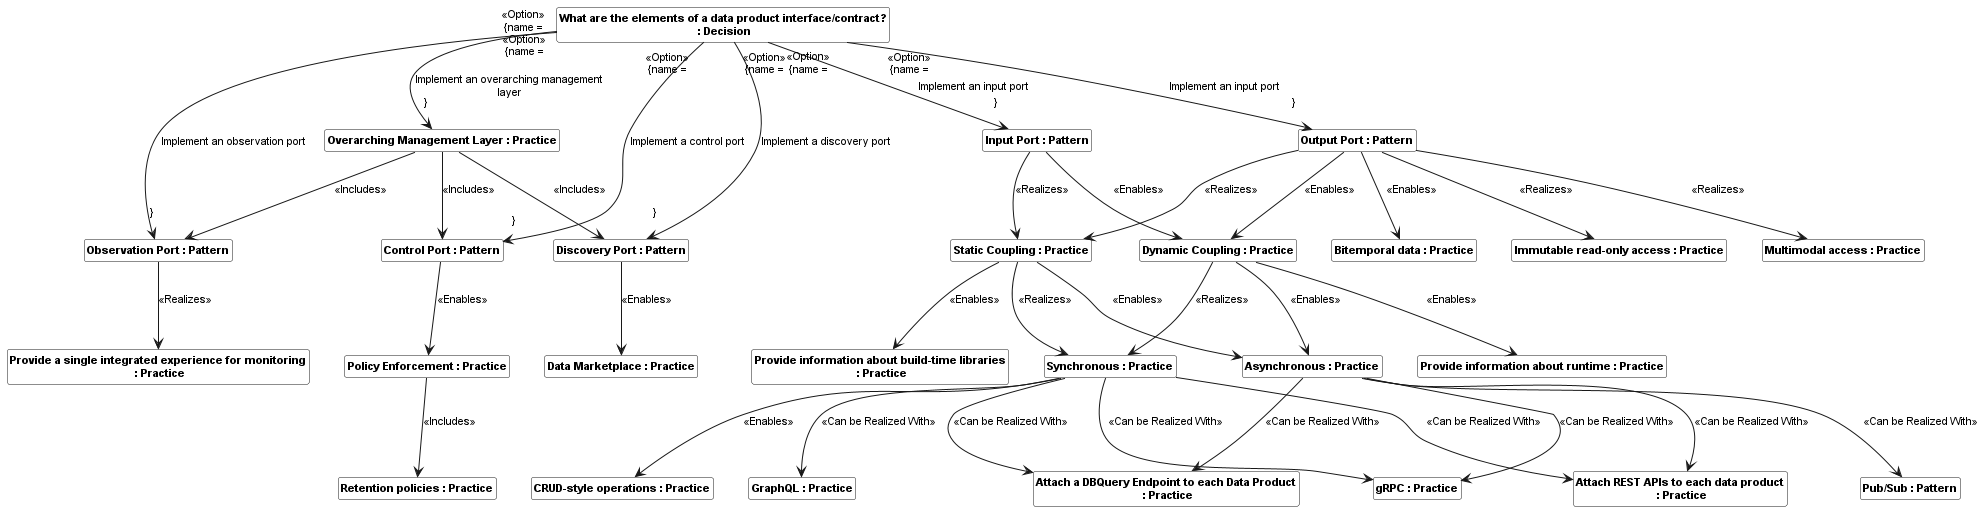 What are the elements of a data product interface/contract?
: Decision
«Option»
{name =
«Option»
{name =
«Option»
{name =
«Option»
{name =
«Option»
{name =
«Option»
{name =
Implement an overarching management
layer
}
Implement an input port
}
Implement an input port
}
Implement an observation port
}
Implement a control port
}
Implement a discovery port
}
Overarching Management Layer : Practice
Input Port : Pattern
Output Port : Pattern
«Includes»
«Includes»
«Includes»
«Realizes»
«Enables»
«Realizes»
«Enables»
«Enables»
«Realizes»
«Realizes»
Observation Port : Pattern
Control Port : Pattern
Discovery Port : Pattern
Static Coupling : Practice
Dynamic Coupling : Practice
Bitemporal data : Practice
Immutable read-only access : Practice
Multimodal access : Practice
«Realizes»
«Enables»
«Enables»
«Enables»
«Realizes»
«Enables»
«Realizes»
«Enables»
«Enables»
Provide a single integrated experience for monitoring
: Practice
Policy Enforcement : Practice
Data Marketplace : Practice
Provide information about build-time libraries
: Practice
Synchronous : Practice
Asynchronous : Practice
Provide information about runtime : Practice
«Includes»
«Enables»
«Can be Realized With»
«Can be Realized With»
«Can be Realized With»
«Can be Realized With»
«Can be Realized With»
«Can be Realized With»
«Can be Realized With»
«Can be Realized With»
Retention policies : Practice
CRUD-style operations : Practice
GraphQL : Practice
Attach a DBQuery Endpoint to each Data Product
: Practice
gRPC : Practice
Attach REST APIs to each data product
: Practice
Pub/Sub : Pattern